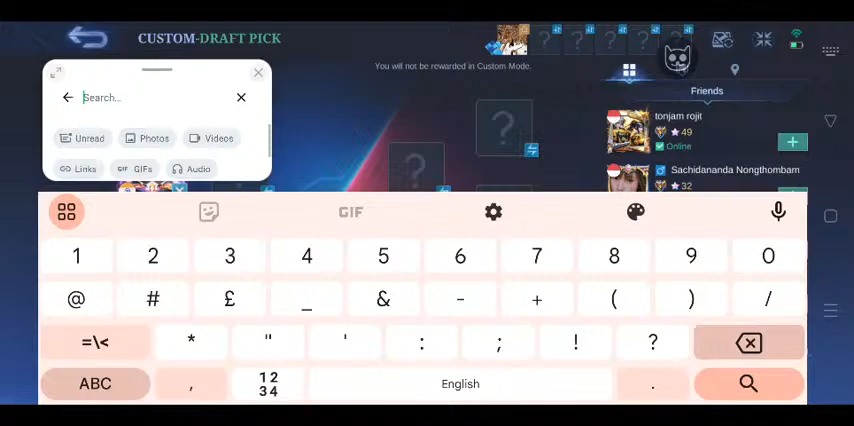 CUSTOM-DRAFT PICK
You will not be rewarded in Custom Mode.
Search...
Unread Photos Videos
Links GIF GIFs Audio
Friends
tonjam rojit
49
Online
Sachidananda Nongthombam
32
GIF
1 2 3 4 5 6 7 8 9 0
@ # £ _ & - + ( ) /
=\< * " ' : ; ! ?
ABC , 12 English .
34